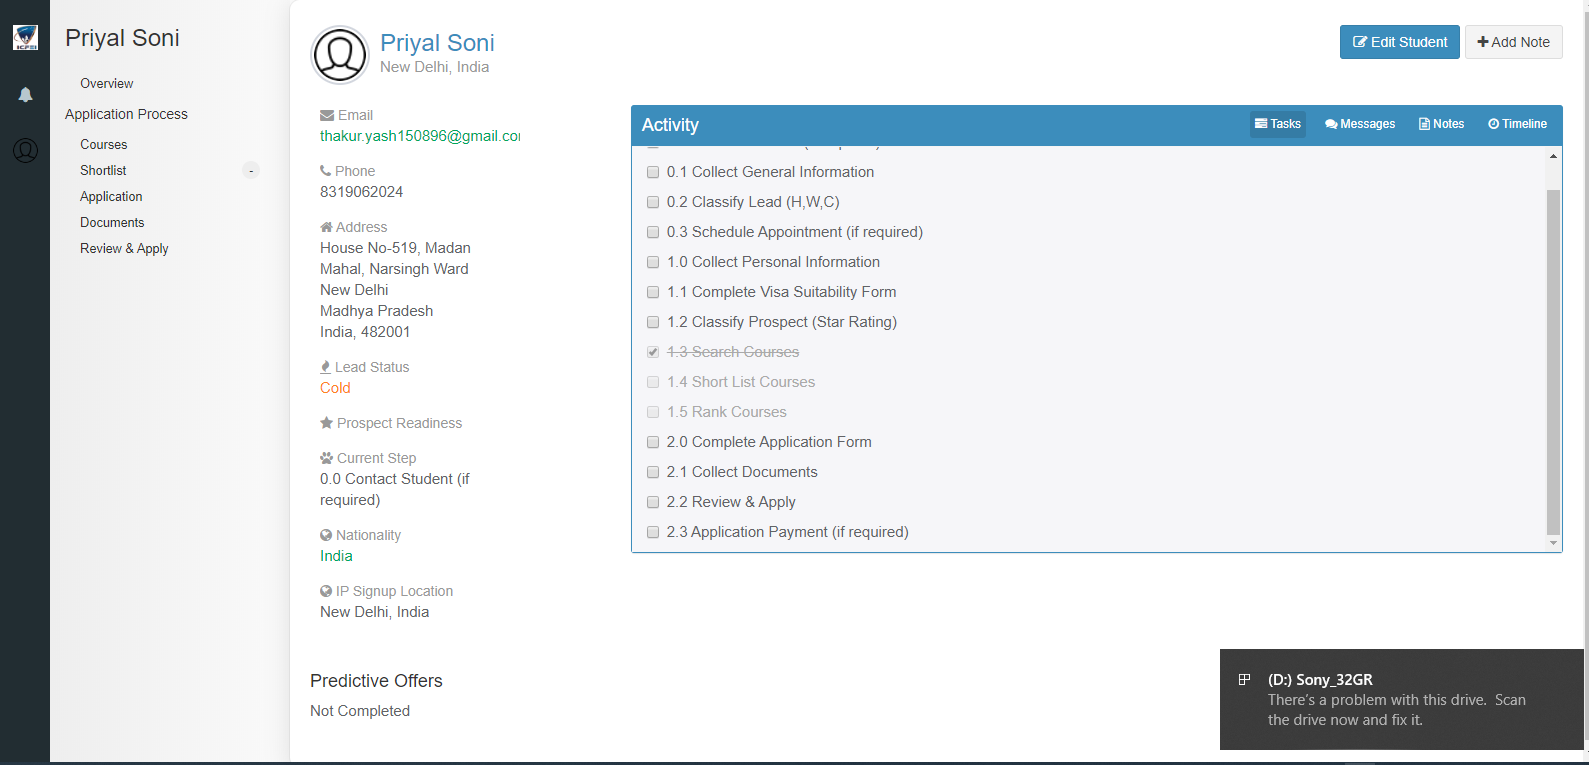 ICFEI
Priyal Soni
Overview
Application Process
Courses
Shortlist -
Application
Documents
Review & Apply
Priyal Soni
New Delhi, India
Edit Student
Add Note
Email
thakur.yash150896@gmail.co
Phone
8319062024
Address
House No-519, Madan
Mahal, Narsingh Ward
New Delhi
Madhya Pradesh
India, 482001
Lead Status
Cold
Prospect Readiness
Current Step
0.0 Contact Student (if
required)
Nationality
India
IP Signup Location
New Delhi, India
Predictive Offers
Not Completed
Activity
Tasks
Messages
Notes
Timeline
0.1 Collect General Information
0.2 Classify Lead (H,W,C)
0.3 Schedule Appointment (if required)
1.0 Collect Personal Information
1.1 Complete Visa Suitability Form
1.2 Classify Prospect (Star Rating)
1.3 Search Courses
1.4 Short List Courses
1.5 Rank Courses
2.0 Complete Application Form
2.1 Collect Documents
2.2 Review & Apply
2.3 Application Payment (if required)
(D:) Sony_32GR
There's a problem with this drive. Scan
the drive now and fix it.